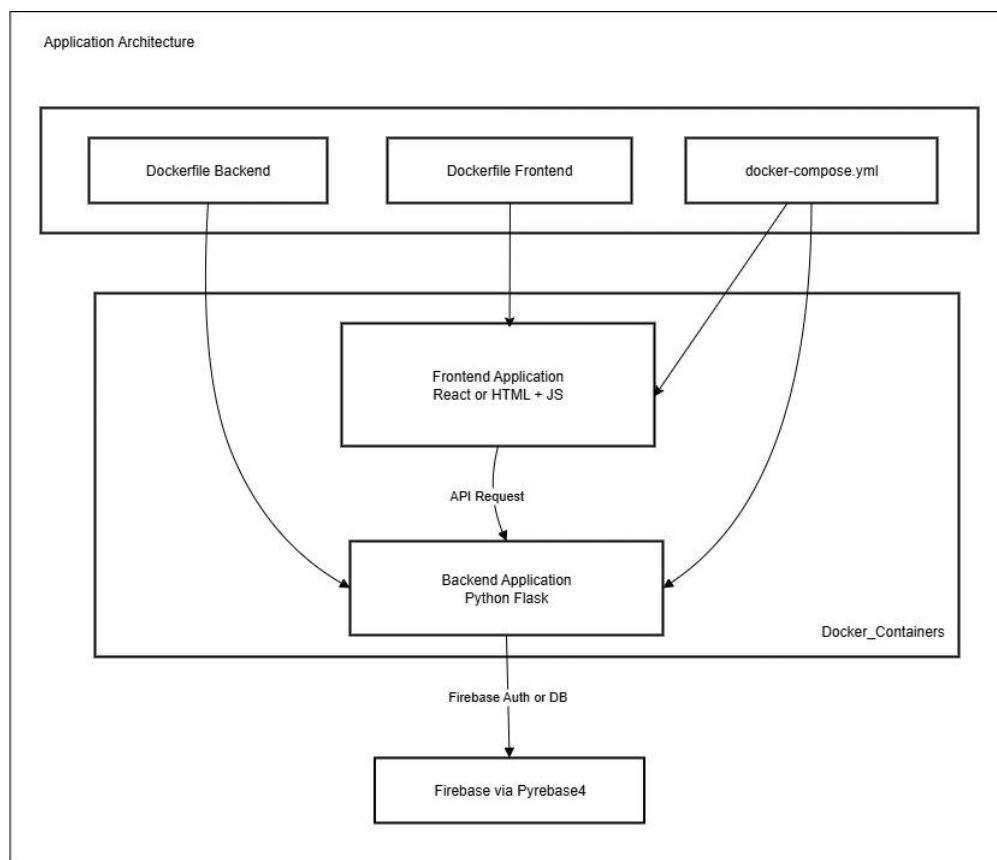 Application Architecture
Dockerfile Backend
Dockerfile Frontend
docker-compose.yml
Frontend Application
React or HTML + JS
API Request
Backend Application
Python Flask
Docker_Containers
Firebase Auth or DB
Firebase via Pyrebase4